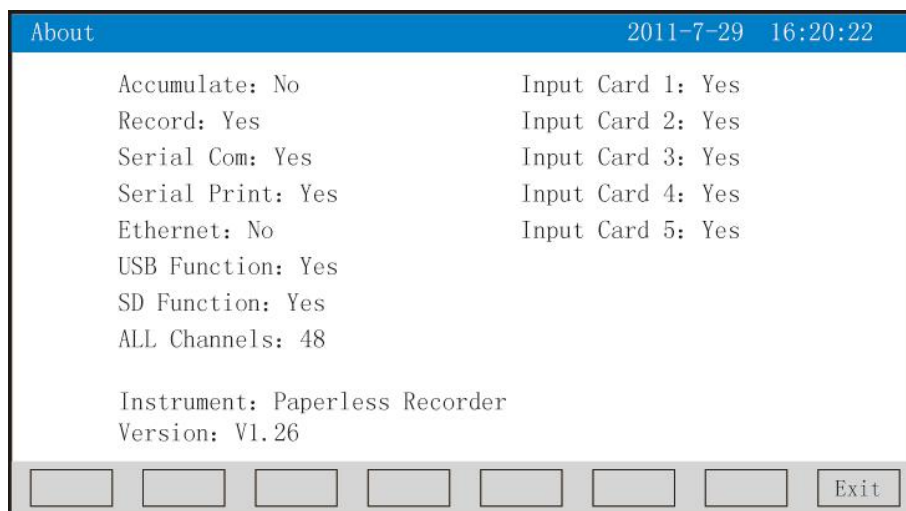 About 2011-7-29 16:20:22
Accumulate: No
Record: Yes
Serial Com: Yes
Serial Print: Yes
Ethernet: No
USB Function: Yes
SD Function: Yes
ALL Channels: 48
Input Card 1: Yes
Input Card 2: Yes
Input Card 3: Yes
Input Card 4: Yes
Input Card 5: Yes
Instrument: Paperless Recorder
Version: V1.26
Exit